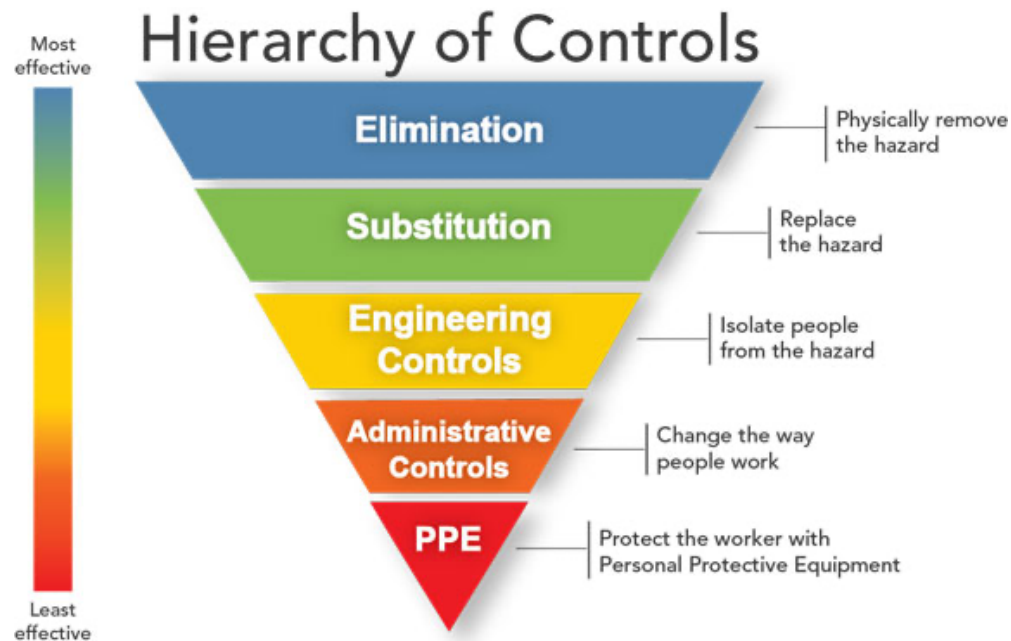 Hierarchy of Controls
Most
effective
Elimination
Physically remove
the hazard
Substitution
Replace
the hazard
Engineering
Controls
Isolate people
from the hazard
Administrative
Controls
Change the way
people work
PPE
Protect the worker with
Personal Protective Equipment
Least
effective